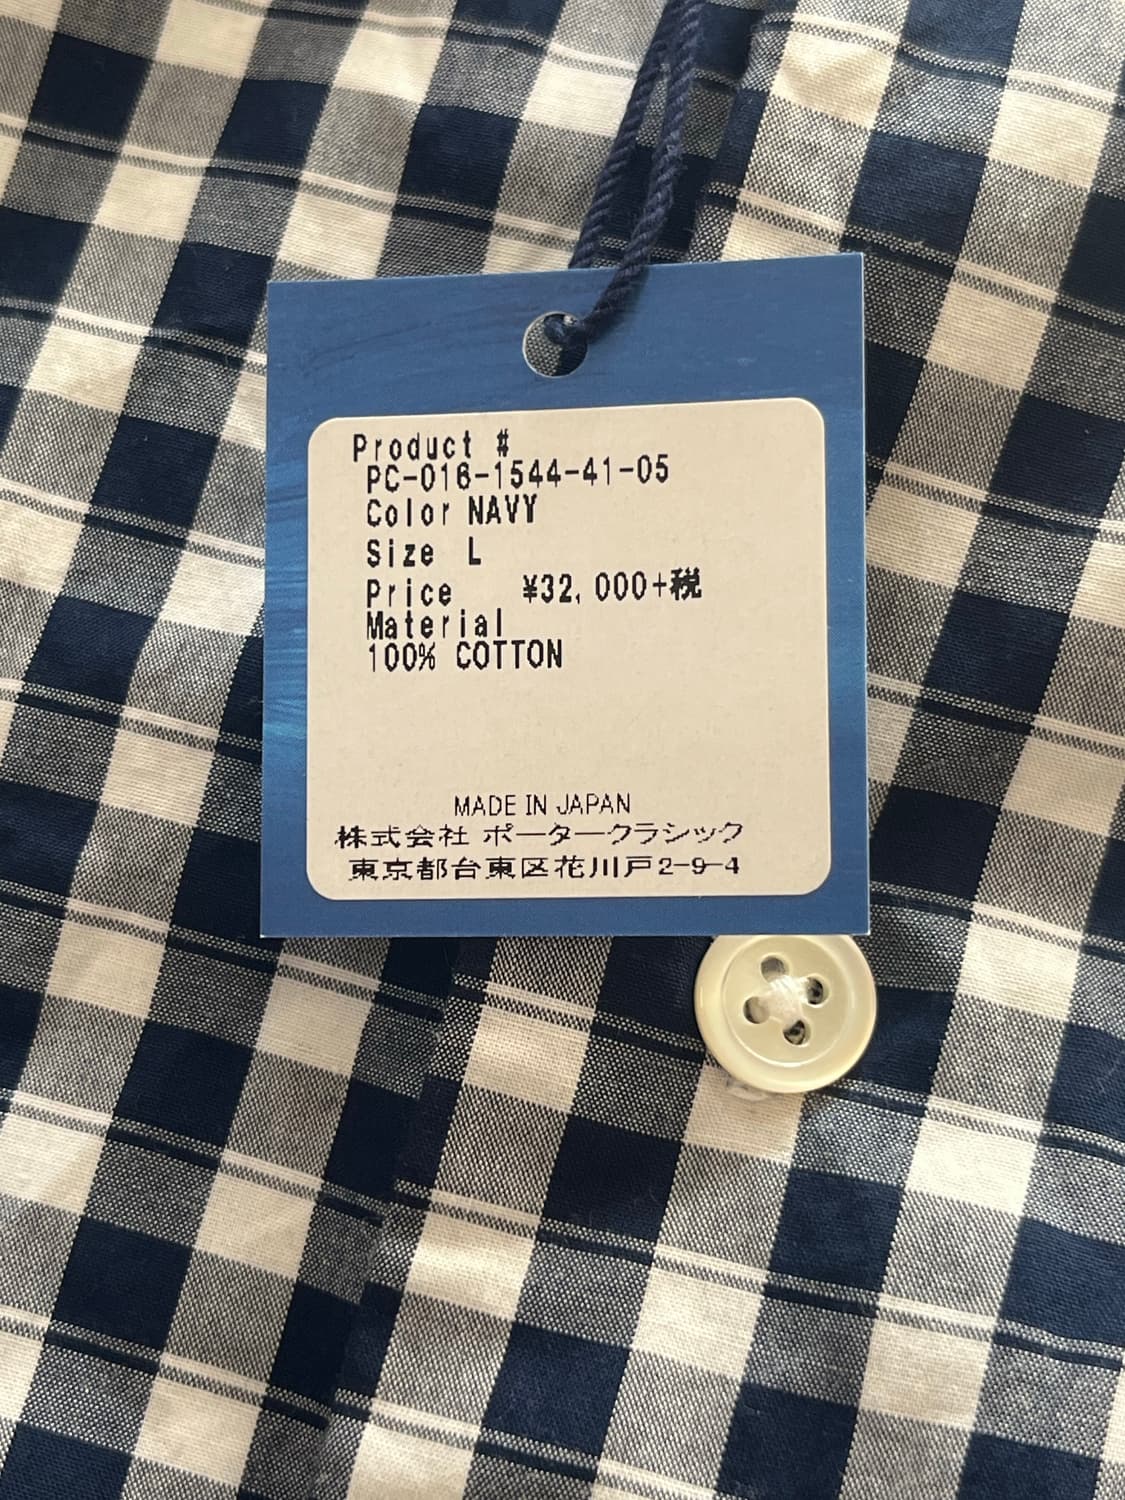 Product #
PC-016-1544-41-05
Color NAVY
Size L
Price ¥32,000+税
Material
100% COTTON
MADE IN JAPAN
株式会社 ポータークラシック
東京都台東区花川戸2-9-4